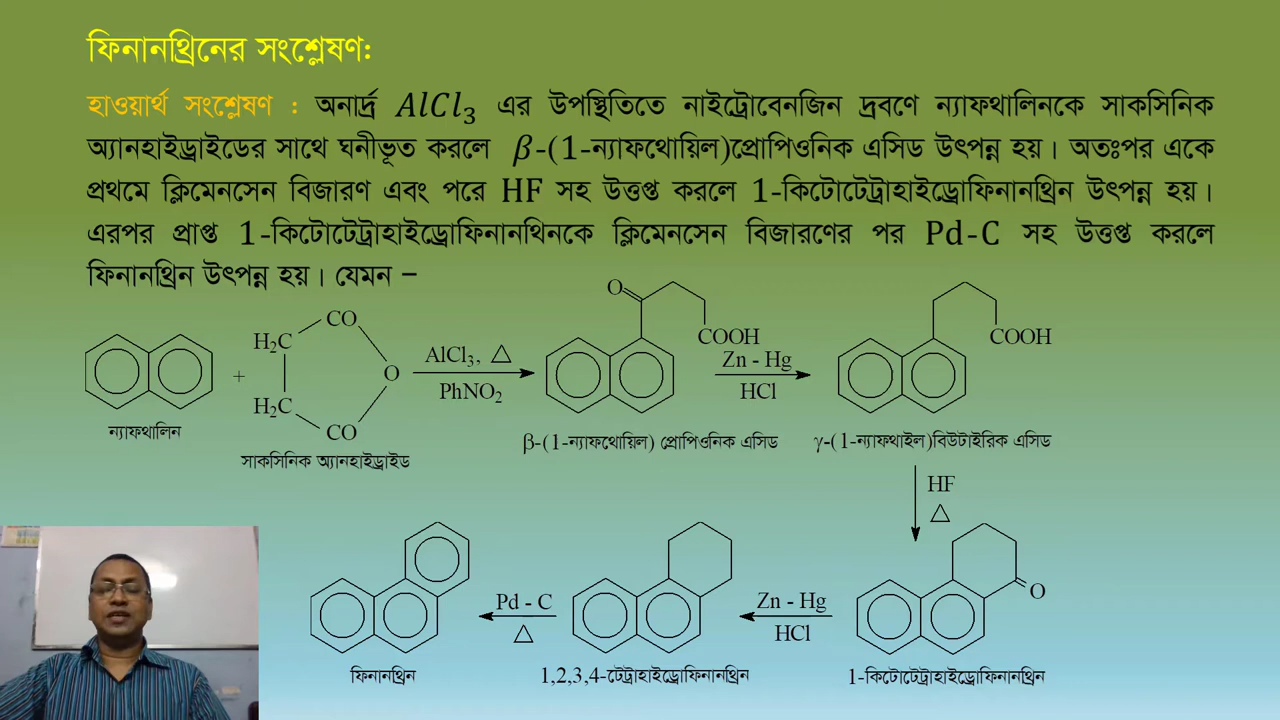 ফিনানথ্রিনের সংশ্লেষণ:
হাওয়ার্থ সংশ্লেষণ : অনার্দ্র AlCl₃ এর উপস্থিতিতে নাইট্রোবেনজিন দ্রবণে ন্যাফথালিনকে সাকসিনিক
অ্যানহাইড্রাইডের সাথে ঘনীভূত করলে β-(1-ন্যাফথোয়িল)প্রোপিওনিক এসিড উৎপন্ন হয়। অতঃপর একে
প্রথমে ক্লিমেনসেন বিজারণ এবং পরে HF সহ উত্তপ্ত করলে 1-কিটোটেট্রাহাইড্রোফিনানথ্রিন উৎপন্ন হয়।
এরপর প্রাপ্ত 1-কিটোটেট্রাহাইড্রোফিনানথিনকে ক্লিমেনসেন বিজারণের পর Pd-C সহ উত্তপ্ত করলে
ফিনানথ্রিন উৎপন্ন হয়। যেমন –
ন্যাফথালিন
+
H₂C
H₂C
CO
O
CO
সাকসিনিক অ্যানহাইড্রাইড
AlCl₃, △
PhNO₂
O
COOH
β-(1-ন্যাফথোয়িল) প্রোপিওনিক এসিড
Zn - Hg
HCl
COOH
γ-(1-ন্যাফথাইল)বিউটাইরিক এসিড
HF
△
O
1-কিটোটেট্রাহাইড্রোফিনানথ্রিন
Zn - Hg
HCl
1,2,3,4-টেট্রাহাইড্রোফিনানথ্রিন
Pd - C
△
ফিনানথ্রিন